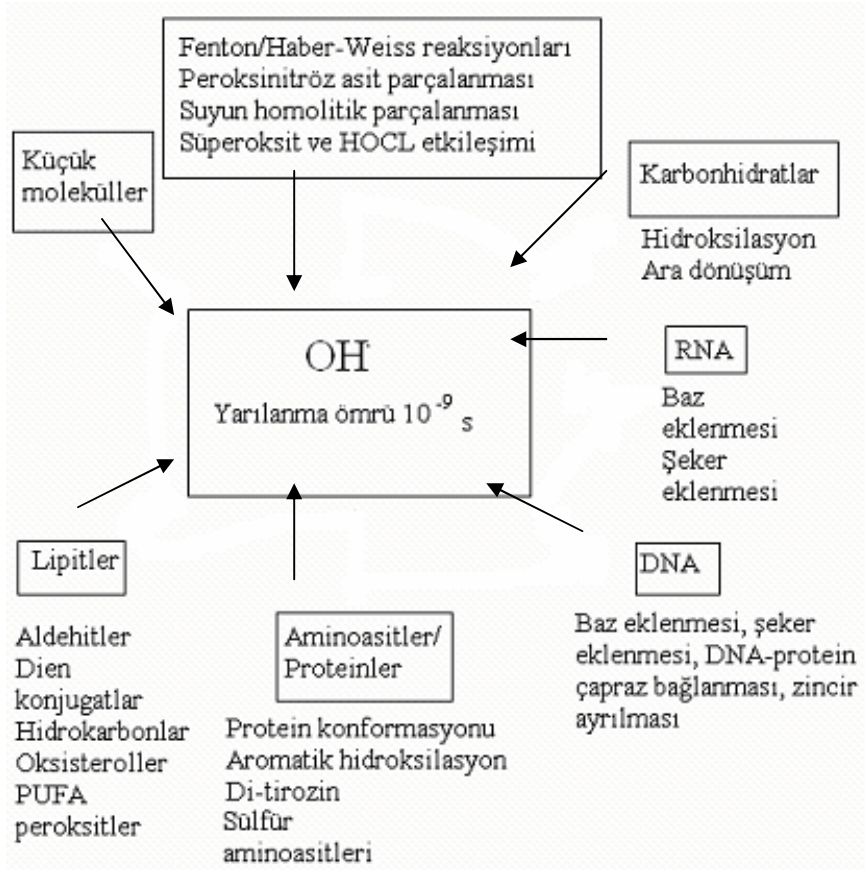 Fenton/Haber-Weiss reaksiyonları
Peroksinitröz asit parçalanması
Suyun homolitik parçalanması
Süperoksit ve HOCL etkileşimi
Küçük
moleküller
Karbonhidratlar
Hidroksilasyon
Ara dönüşüm
OH·
Yarılanma ömrü 10⁻⁹ s
RNA
Baz
eklenmesi
Şeker
eklenmesi
Lipitler
Aldehitler
Dien
konjugatlar
Hidrokarbonlar
Oksisteroller
PUFA
peroksitler
Aminoasitler/
Proteinler
Protein konformasyonu
Aromatik hidroksilasyon
Di-tirozin
Sülfür
aminoasitleri
DNA
Baz eklenmesi, şeker
eklenmesi, DNA-protein
çapraz bağlanması, zincir
ayrılması